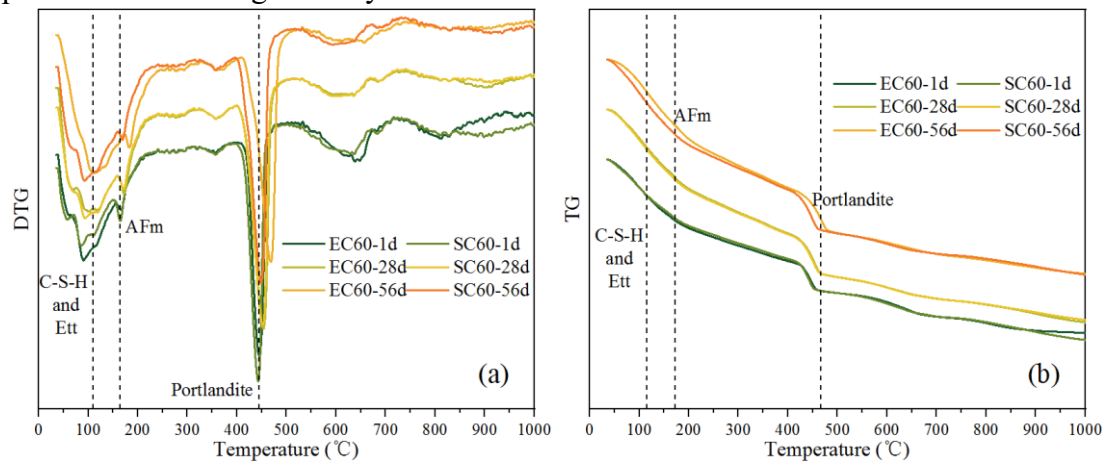 DTG
C-S-H
and
Ett
AFm
Portlandite
EC60-1d SC60-1d
EC60-28d SC60-28d
EC60-56d SC60-56d
(a)
0 100 200 300 400 500 600 700 800 900 1000
Temperature (℃)
TG
C-S-H
and
Ett
AFm
Portlandite
EC60-1d SC60-1d
EC60-28d SC60-28d
EC60-56d SC60-56d
(b)
0 100 200 300 400 500 600 700 800 900 1000
Temperature (℃)